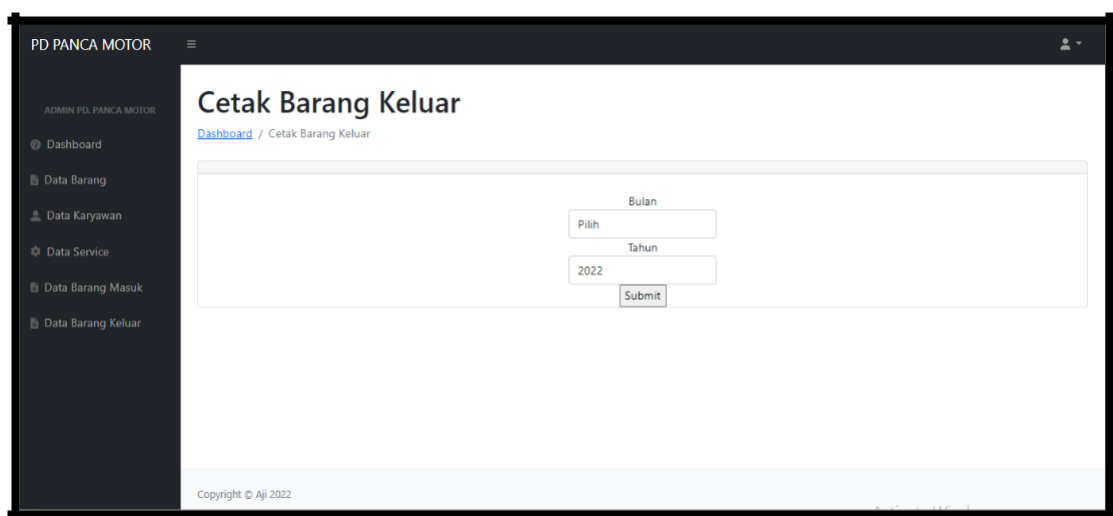 PD PANCA MOTOR
ADMIN PD. PANCA MOTOR
Dashboard
Data Barang
Data Karyawan
Data Service
Data Barang Masuk
Data Barang Keluar
Cetak Barang Keluar
Dashboard / Cetak Barang Keluar
Bulan
Pilih
Tahun
2022
Submit
Copyright © Aji 2022